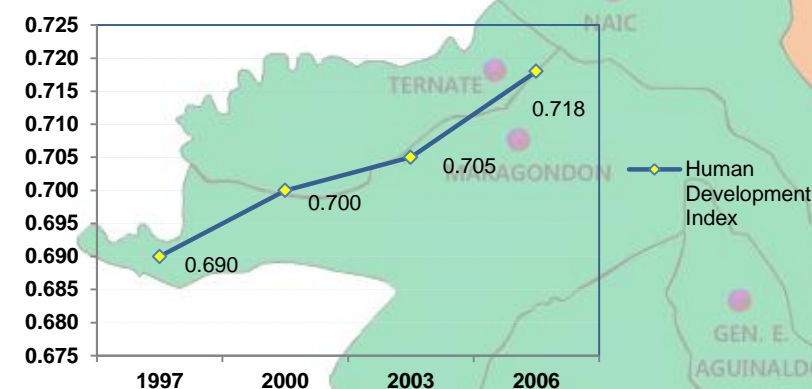 0.725
0.720
0.715
0.710
0.705
0.700
0.695
0.690
0.685
0.680
0.675
NAIC
TERNATE
0.718
MARAGONDON
0.705
0.700
0.690
Human
Development
Index
GEN. E.
AGUINALD
1997
2000
2003
2006